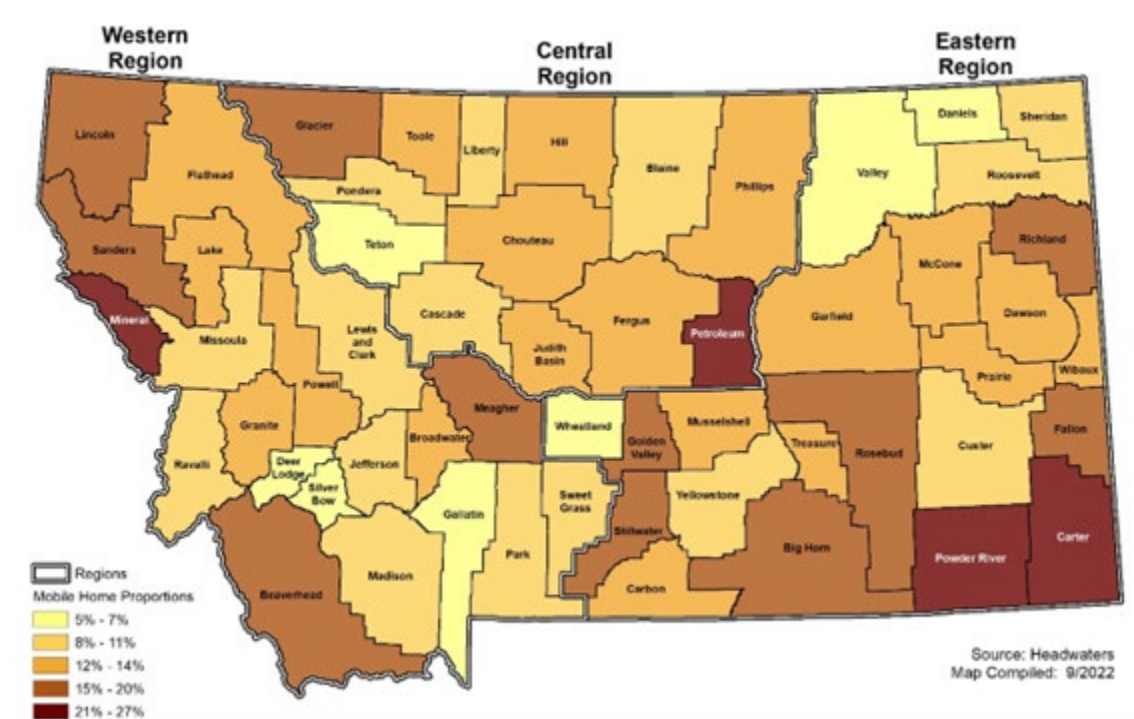 Western
Region
Central
Region
Eastern
Region
Lincoln
Flathead
Glacier
Toole
Liberty
Hill
Blaine
Phillips
Valley
Daniels
Sheridan
Roosevelt
Pondera
Teton
Chouteau
Sanders
Lake
Richland
McCone
Mineral
Missoula
Lewis
and
Clark
Cascade
Judith
Basin
Fergus
Petroleum
Garfield
Dawson
Wibaux
Prairie
Powell
Granite
Meagher
Broadwater
Wheatland
Golden
Valley
Musselshell
Treasure
Rosebud
Custer
Fallon
Ravalli
Deer
Lodge
Silver
Bow
Jefferson
Gallatin
Park
Sweet
Grass
Stillwater
Yellowstone
Big Horn
Powder River
Carter
Beaverhead
Madison
Carbon
Regions
Mobile Home Proportions
5% - 7%
8% - 11%
12% - 14%
15% - 20%
21% - 27%
Source: Headwaters
Map Compiled: 9/2022